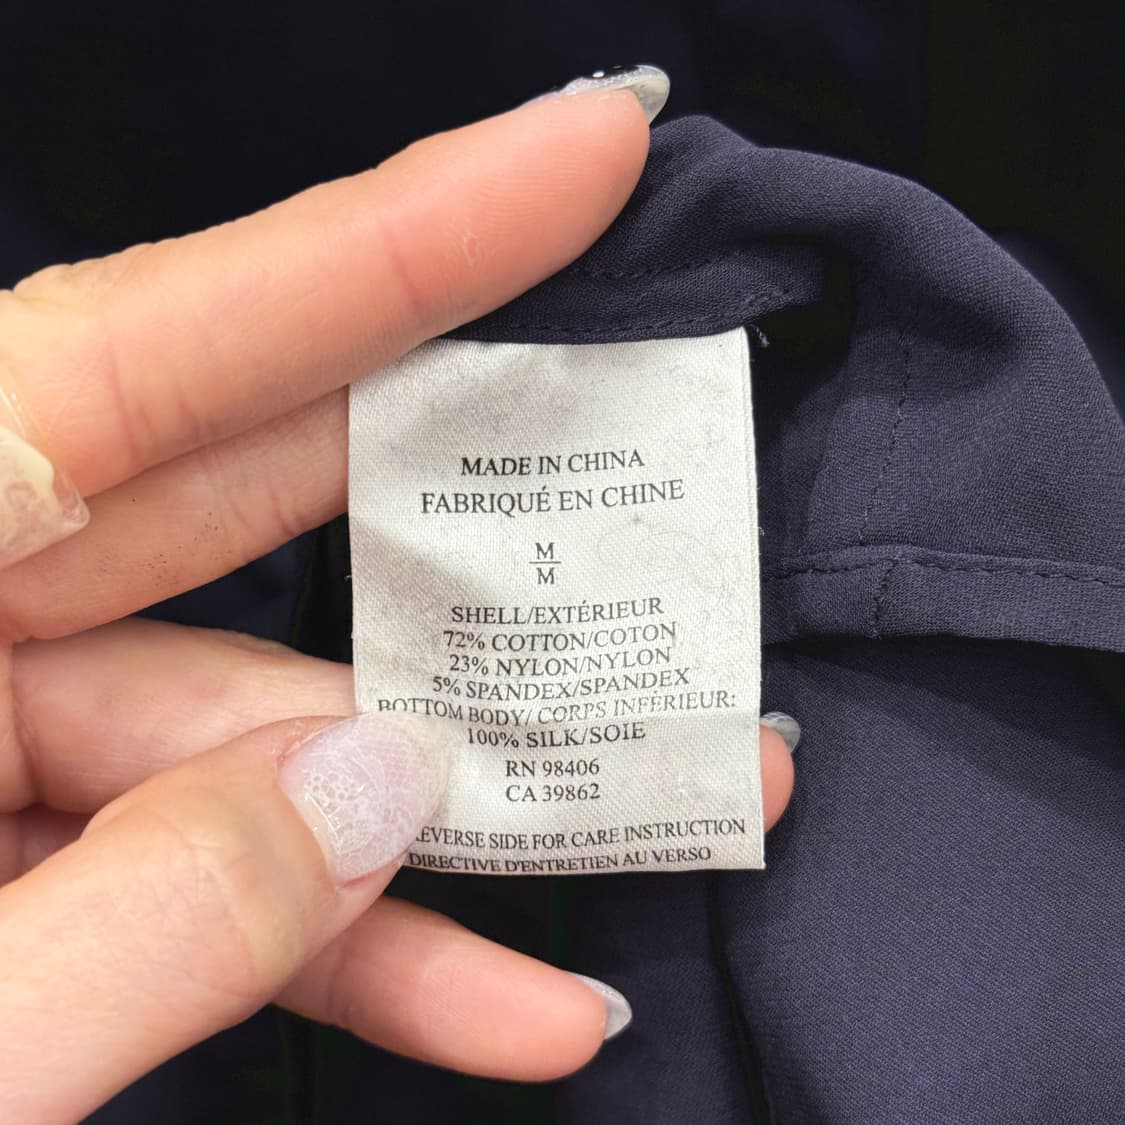 MADE IN CHINA
FABRIQUÉ EN CHINE
M
M
SHELL/EXTÉRIEUR
72% COTTON/COTON
23% NYLON/NYLON
5% SPANDEX/SPANDEX
BOTTOM BODY/ CORPS INFÉRIEUR:
100% SILK/SOIE
RN 98406
CA 39862
SIDE FOR CARE INSTRUCTION
DIRECTIVE D'ENTRETIEN AU VERSO